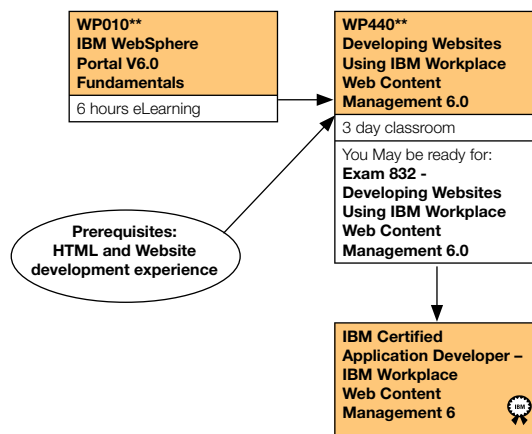 WP010**
IBM WebSphere
Portal V6.0
Fundamentals
6 hours eLearning
WP440**
Developing Websites
Using IBM Workplace
Web Content
Management 6.0
3 day classroom
You May be ready for:
Exam 832 -
Developing Websites
Using IBM Workplace
Web Content
Management 6.0
Prerequisites:
HTML and Website
development experience
IBM Certified
Application Developer –
IBM Workplace
Web Content
Management 6
IBM